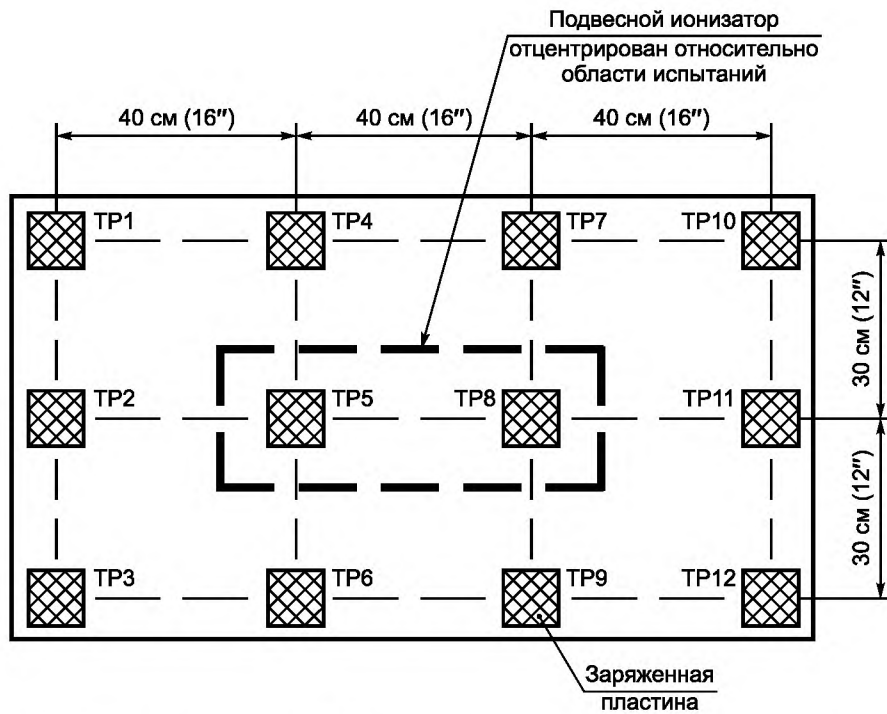 Подвесной ионизатор
отцентрирован относительно
области испытаний
40 см (16″)
40 см (16″)
40 см (16″)
TP1
TP4
TP7
TP10
30 см (12″)
TP2
TP5
TP8
TP11
30 см (12″)
TP3
TP6
TP9
TP12
Заряженная
пластина